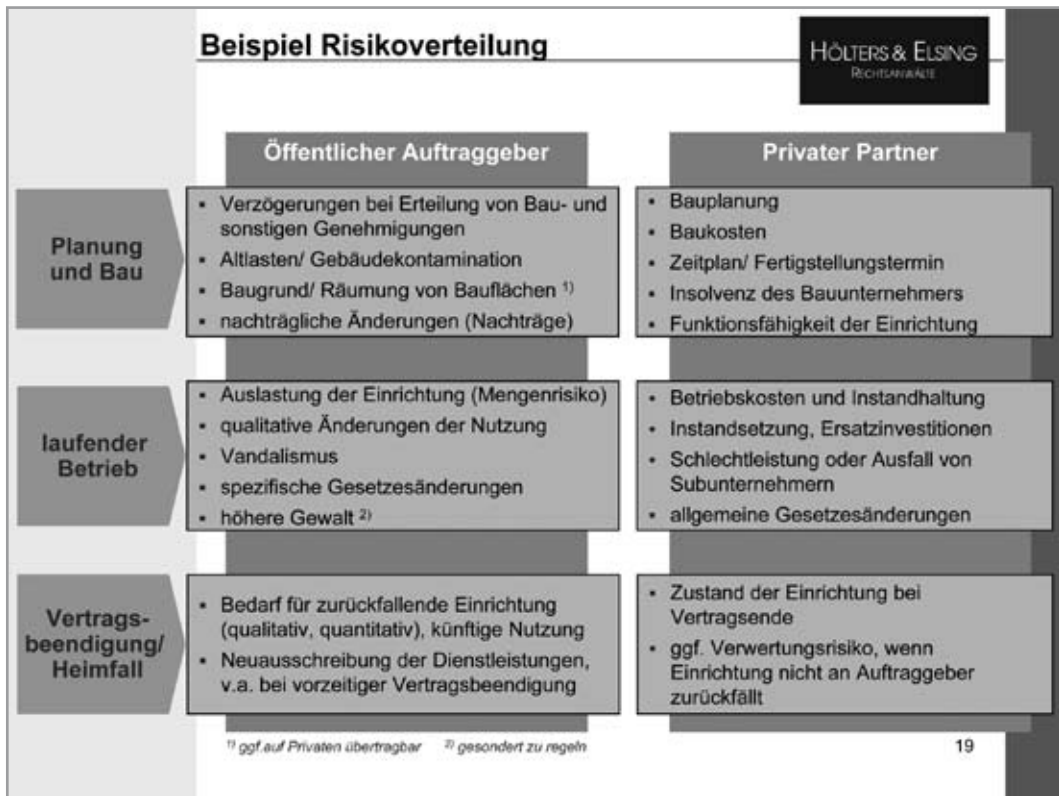 Beispiel Risikoverteilung
HÖLTERS & ELSING
RECHTSANWÄLTE
Öffentlicher Auftraggeber
Privater Partner
Planung
und Bau
▪ Verzögerungen bei Erteilung von Bau- und
sonstigen Genehmigungen
▪ Altlasten/ Gebäudekontamination
▪ Baugrund/ Räumung von Bauflächen ¹⁾
▪ nachträgliche Änderungen (Nachträge)
▪ Bauplanung
▪ Baukosten
▪ Zeitplan/ Fertigstellungstermin
▪ Insolvenz des Bauunternehmers
▪ Funktionsfähigkeit der Einrichtung
laufender
Betrieb
▪ Auslastung der Einrichtung (Mengenrisiko)
▪ qualitative Änderungen der Nutzung
▪ Vandalismus
▪ spezifische Gesetzesänderungen
▪ höhere Gewalt ²⁾
▪ Betriebskosten und Instandhaltung
▪ Instandsetzung, Ersatzinvestitionen
▪ Schlechtleistung oder Ausfall von
Subunternehmern
▪ allgemeine Gesetzesänderungen
Vertrags-
beendigung/
Heimfall
▪ Bedarf für zurückfallende Einrichtung
(qualitativ, quantitativ), künftige Nutzung
▪ Neuausschreibung der Dienstleistungen,
v.a. bei vorzeitiger Vertragsbeendigung
▪ Zustand der Einrichtung bei
Vertragsende
▪ ggf. Verwertungsrisiko, wenn
Einrichtung nicht an Auftraggeber
zurückfällt
¹⁾ ggf.auf Privaten übertragbar ²⁾ gesondert zu regeln
19